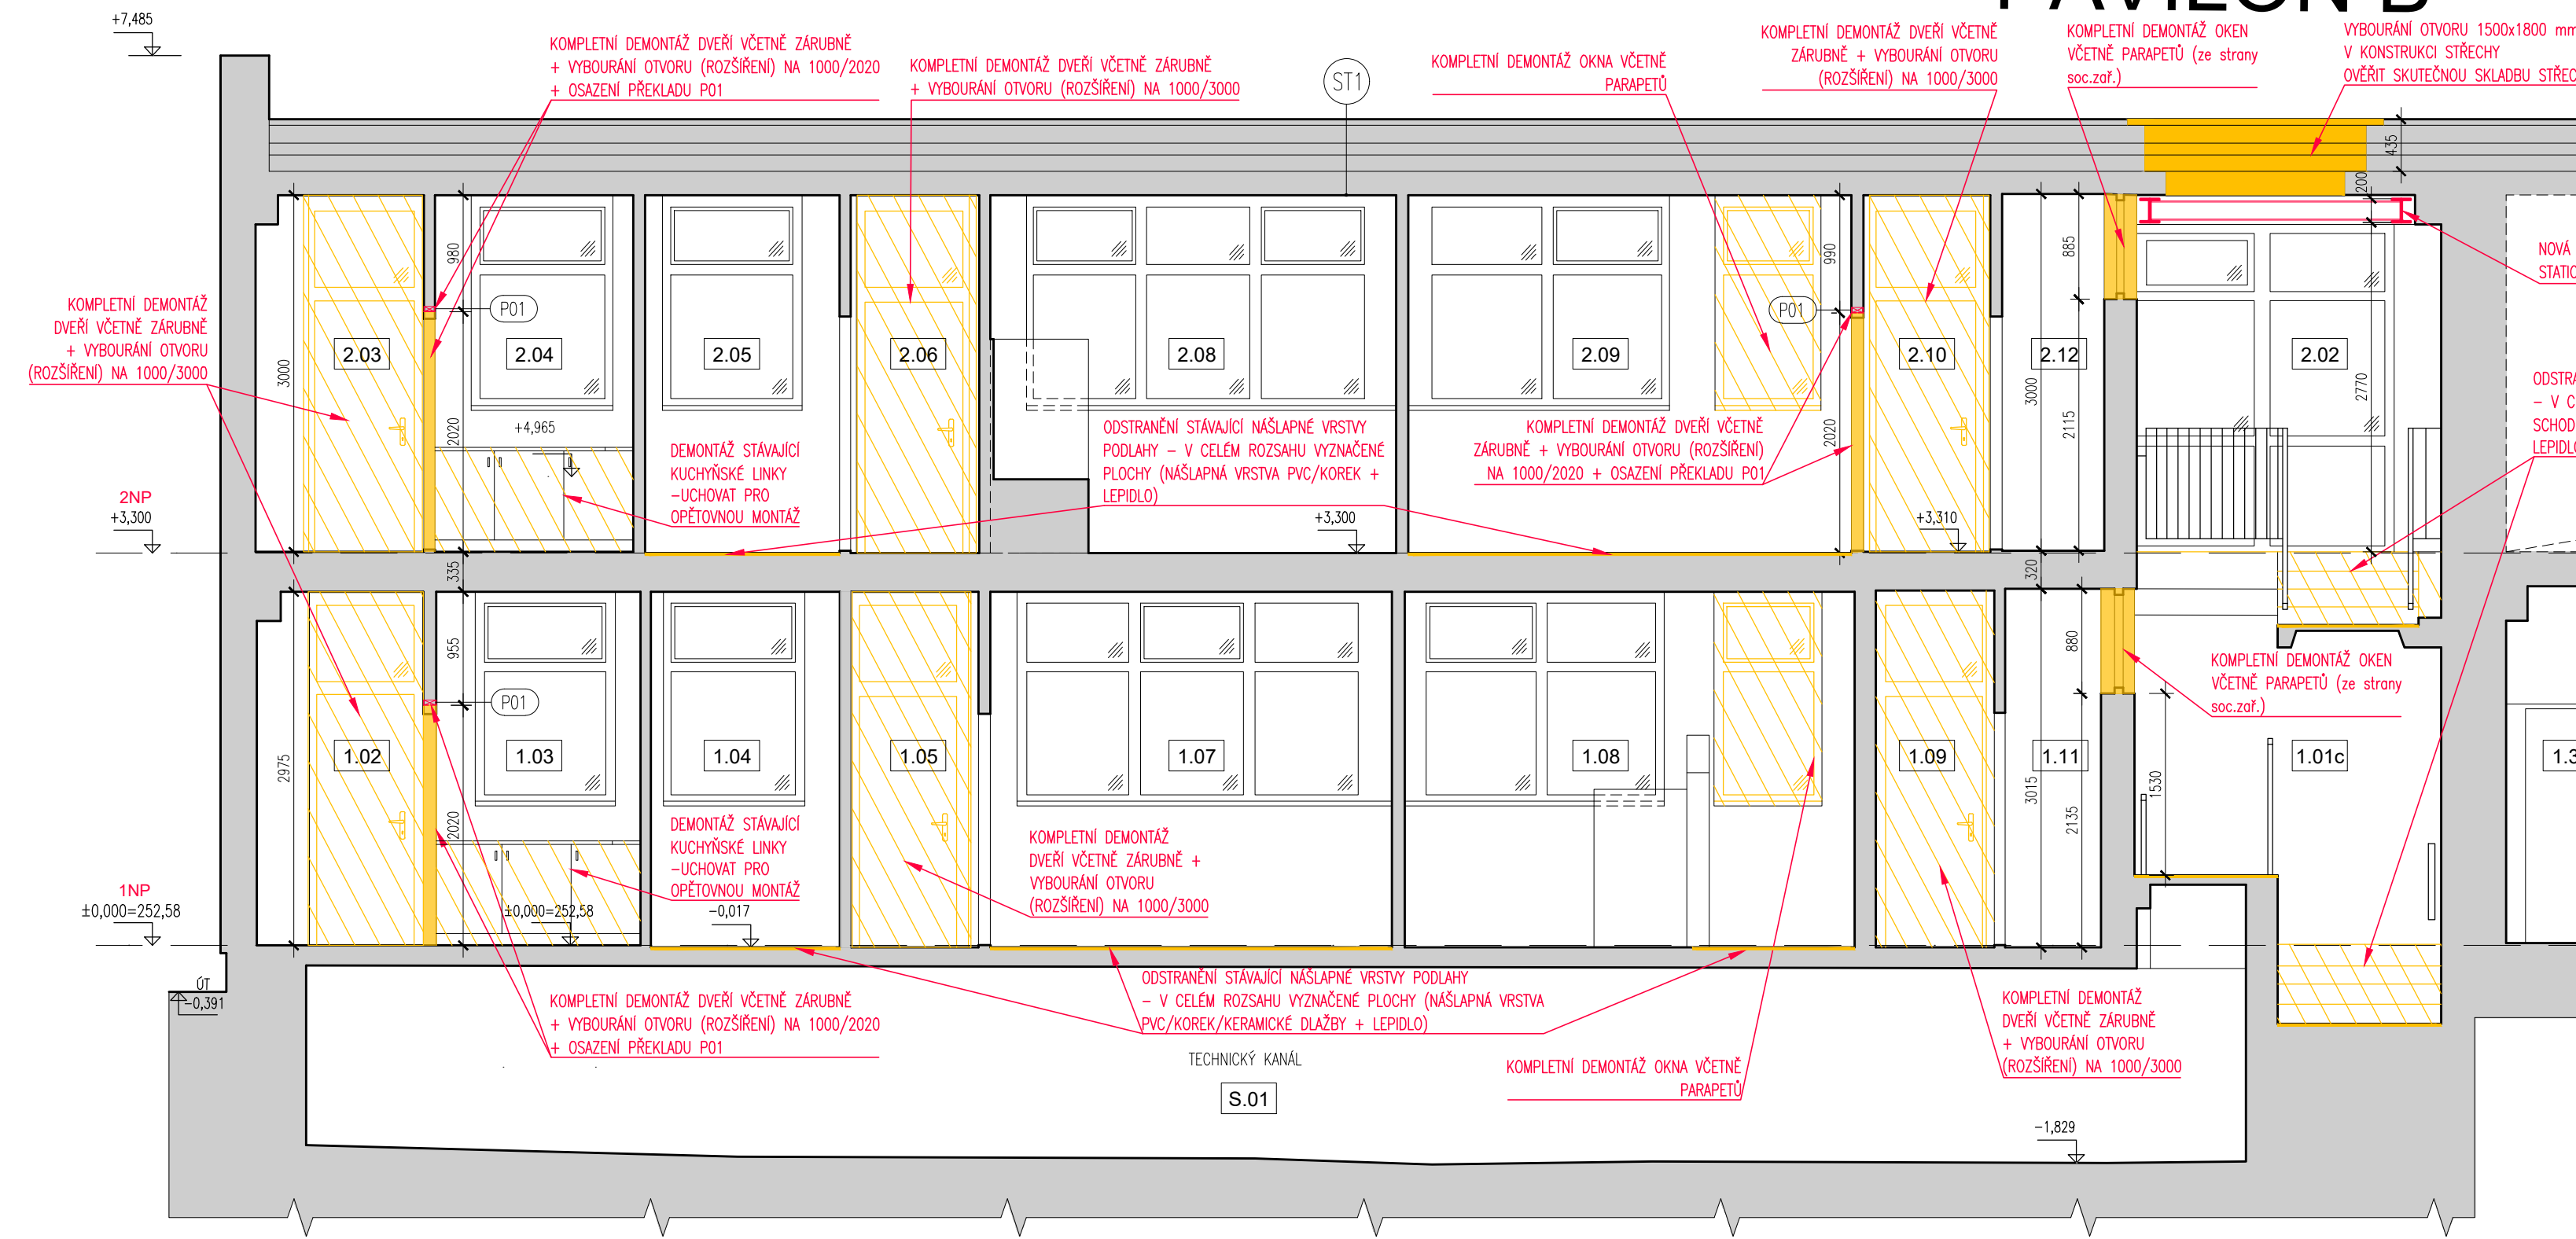 PAVILON B
+7,485
KOMPLETNÍ DEMONTÁŽ DVEŘÍ VČETNĚ ZÁRUBNĚ
+ VYBOURÁNÍ OTVORU (ROZŠÍŘENÍ) NA 1000/2020
+ OSAZENÍ PŘEKLADU P01
KOMPLETNÍ DEMONTÁŽ DVEŘÍ VČETNĚ ZÁRUBNĚ
+ VYBOURÁNÍ OTVORU (ROZŠÍŘENÍ) NA 1000/3000
ST1
KOMPLETNÍ DEMONTÁŽ OKNA VČETNĚ
PARAPETŮ
KOMPLETNÍ DEMONTÁŽ DVEŘÍ VČETNĚ
ZÁRUBNĚ + VYBOURÁNÍ OTVORU
(ROZŠÍŘENÍ) NA 1000/3000
KOMPLETNÍ DEMONTÁŽ OKEN
VČETNĚ PARAPETŮ (ze strany
soc.zař.)
VYBOURÁNÍ OTVORU 1500x1800 mm
V KONSTRUKCI STŘECHY
OVĚŘIT SKUTEČNOU SKLADBU STŘEC
435
200
980
990
885
NOVÁ
STATIC
KOMPLETNÍ DEMONTÁŽ
DVEŘÍ VČETNĚ ZÁRUBNĚ
+ VYBOURÁNÍ OTVORU
(ROZŠÍŘENÍ) NA 1000/3000
P01
P01
3000
2.03
2.04
2.05
2.06
2.08
2.09
2.10
2.12
2.02
3000
2115
2770
2020
2020
+4,965
DEMONTÁŽ STÁVAJÍCÍ
KUCHYŇSKÉ LINKY
-UCHOVAT PRO
OPĚTOVNOU MONTÁŽ
ODSTRANĚNÍ STÁVAJÍCÍ NÁŠLAPNÉ VRSTVY
PODLAHY – V CELÉM ROZSAHU VYZNAČENÉ
PLOCHY (NÁŠLAPNÁ VRSTVA PVC/KOREK +
LEPIDLO)
KOMPLETNÍ DEMONTÁŽ DVEŘÍ VČETNĚ
ZÁRUBNĚ + VYBOURÁNÍ OTVORU (ROZŠÍŘENÍ)
NA 1000/2020 + OSAZENÍ PŘEKLADU P01
ODSTRA
– V C
SCHOD
LEPIDLO
2NP
+3,300
+3,300
+3,310
335
320
955
880
P01
KOMPLETNÍ DEMONTÁŽ OKEN
VČETNĚ PARAPETŮ (ze strany
soc.zař.)
2975
1.02
1.03
1.04
1.05
1.07
1.08
1.09
1.11
1.01c
1.3
3015
2135
1530
2020
DEMONTÁŽ STÁVAJÍCÍ
KUCHYŇSKÉ LINKY
-UCHOVAT PRO
OPĚTOVNOU MONTÁŽ
KOMPLETNÍ DEMONTÁŽ
DVEŘÍ VČETNĚ ZÁRUBNĚ +
VYBOURÁNÍ OTVORU
(ROZŠÍŘENÍ) NA 1000/3000
1NP
±0,000=252,58
±0,000=252,58
-0,017
ÚT
-0,391
KOMPLETNÍ DEMONTÁŽ DVEŘÍ VČETNĚ ZÁRUBNĚ
+ VYBOURÁNÍ OTVORU (ROZŠÍŘENÍ) NA 1000/2020
+ OSAZENÍ PŘEKLADU P01
ODSTRANĚNÍ STÁVAJÍCÍ NÁŠLAPNÉ VRSTVY PODLAHY
– V CELÉM ROZSAHU VYZNAČENÉ PLOCHY (NÁŠLAPNÁ VRSTVA
PVC/KOREK/KERAMICKÉ DLAŽBY + LEPIDLO)
KOMPLETNÍ DEMONTÁŽ OKNA VČETNĚ
PARAPETŮ
KOMPLETNÍ DEMONTÁŽ
DVEŘÍ VČETNĚ ZÁRUBNĚ
+ VYBOURÁNÍ OTVORU
(ROZŠÍŘENÍ) NA 1000/3000
TECHNICKÝ KANÁL
S.01
-1,829